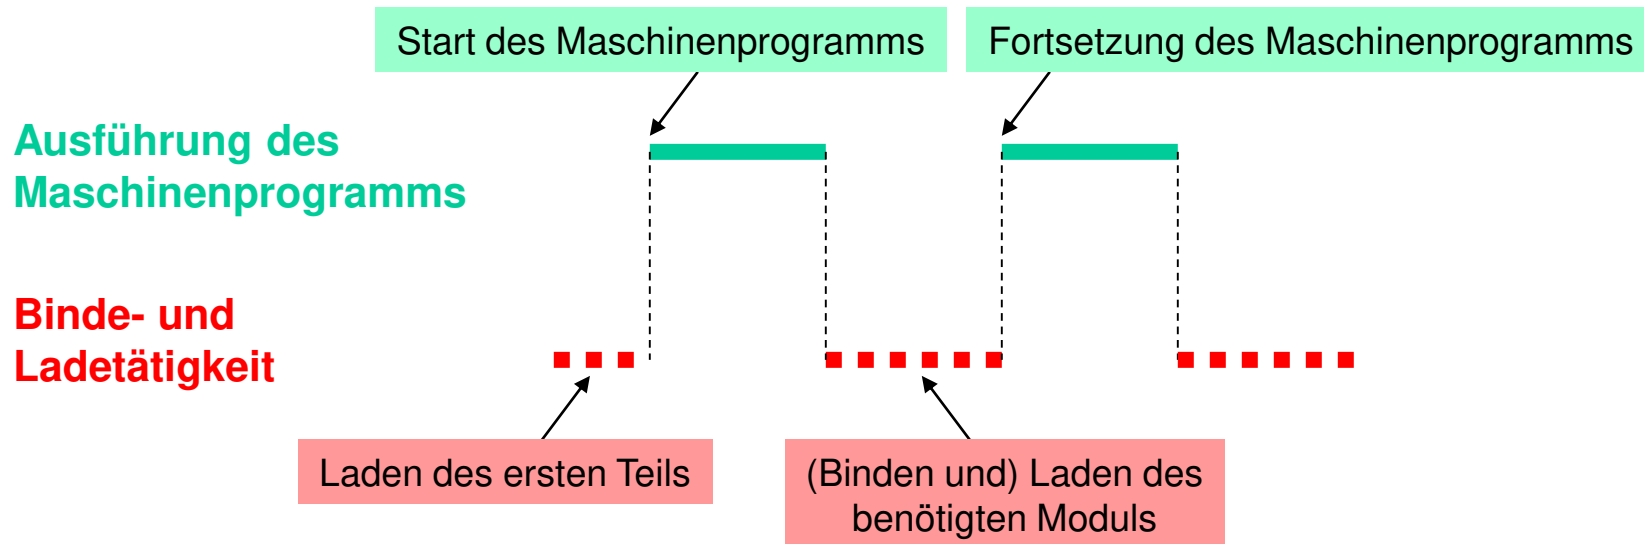 Start des Maschinenprogramms
Fortsetzung des Maschinenprogramms
Ausführung des
Maschinenprogramms
Binde- und
Ladetätigkeit
Laden des ersten Teils
(Binden und) Laden des
benötigten Moduls